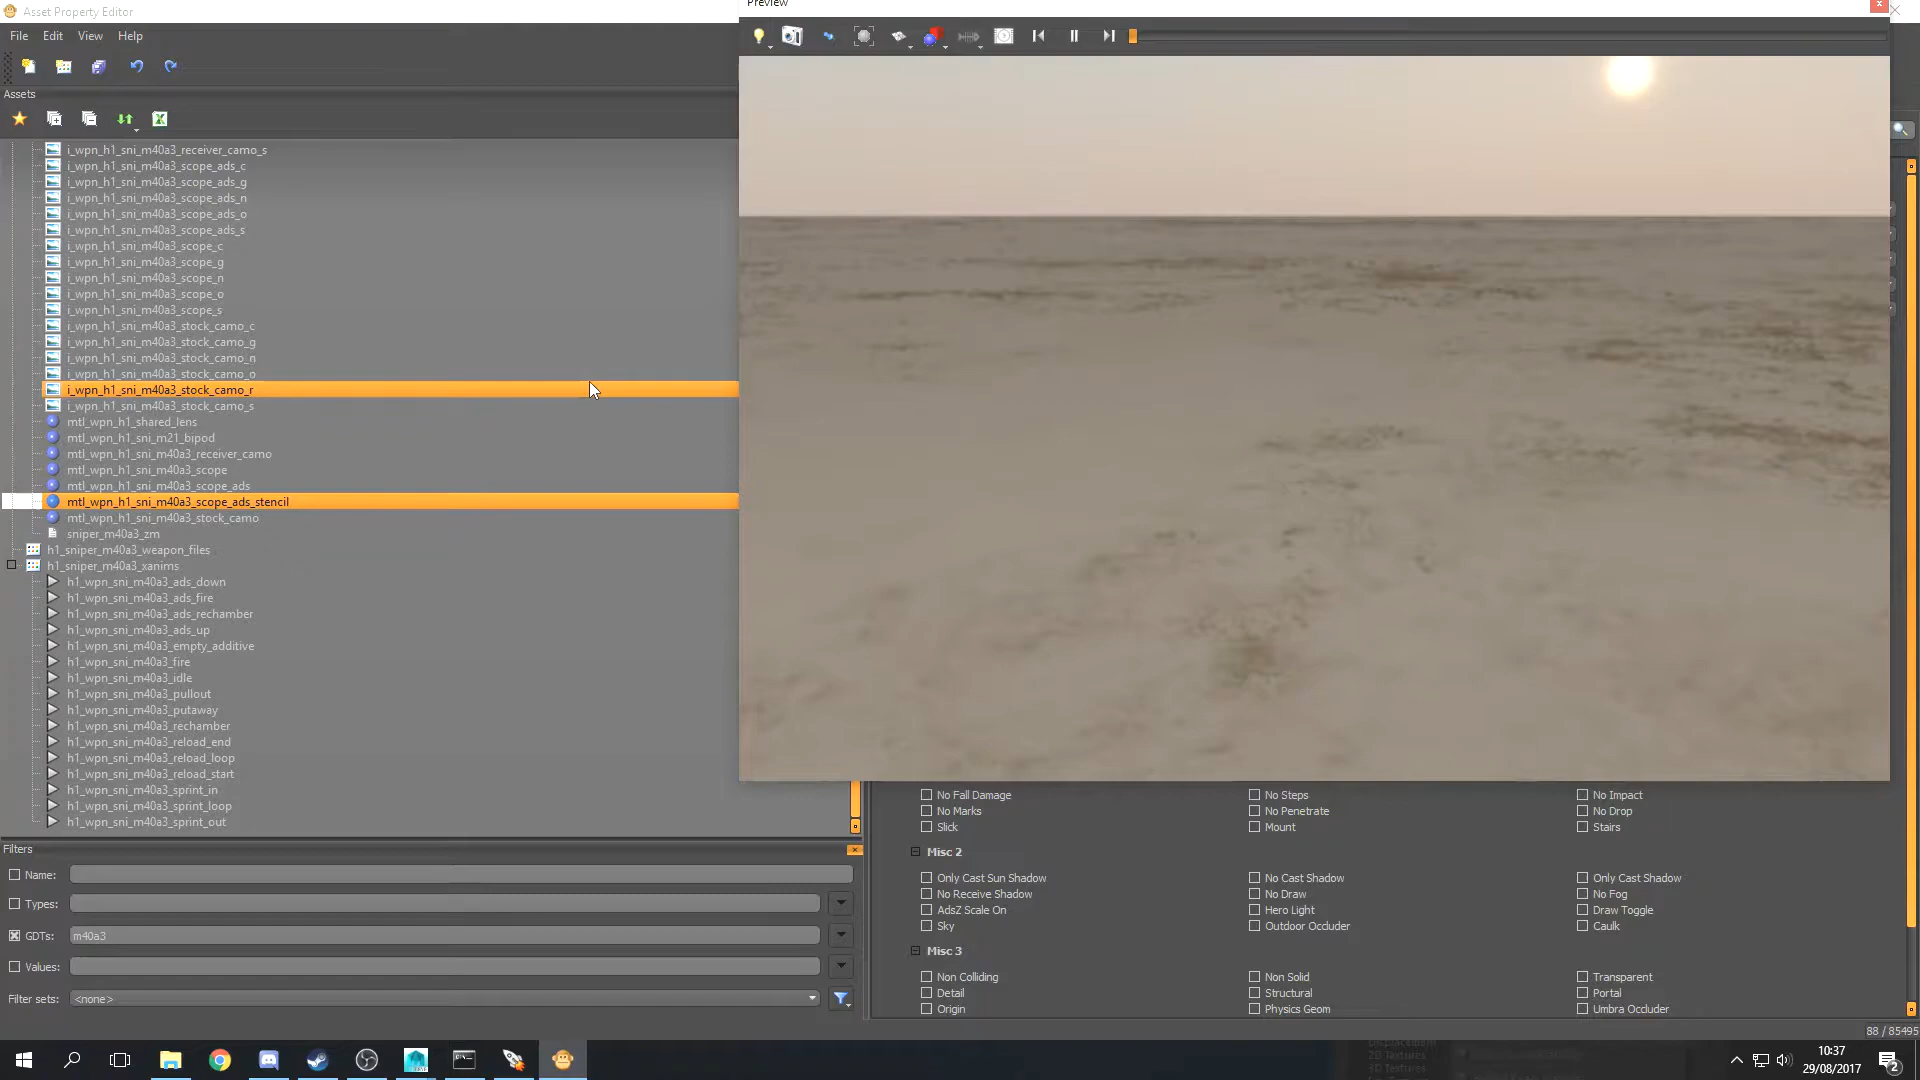 Asset Property Editor
Preview
File Edit View Help
Assets
i_wpn_h1_sni_m40a3_receiver_camo_s
i_wpn_h1_sni_m40a3_scope_ads_c
i_wpn_h1_sni_m40a3_scope_ads_g
i_wpn_h1_sni_m40a3_scope_ads_n
i_wpn_h1_sni_m40a3_scope_ads_o
i_wpn_h1_sni_m40a3_scope_ads_s
i_wpn_h1_sni_m40a3_scope_c
i_wpn_h1_sni_m40a3_scope_g
i_wpn_h1_sni_m40a3_scope_n
i_wpn_h1_sni_m40a3_scope_o
i_wpn_h1_sni_m40a3_scope_s
i_wpn_h1_sni_m40a3_stock_camo_c
i_wpn_h1_sni_m40a3_stock_camo_g
i_wpn_h1_sni_m40a3_stock_camo_n
i_wpn_h1_sni_m40a3_stock_camo_o
i_wpn_h1_sni_m40a3_stock_camo_r
i_wpn_h1_sni_m40a3_stock_camo_s
mtl_wpn_h1_shared_lens
mtl_wpn_h1_sni_m21_bipod
mtl_wpn_h1_sni_m40a3_receiver_camo
mtl_wpn_h1_sni_m40a3_scope
mtl_wpn_h1_sni_m40a3_scope_ads
mtl_wpn_h1_sni_m40a3_scope_ads_stencil
mtl_wpn_h1_sni_m40a3_stock_camo
sniper_m40a3_zm
h1_sniper_m40a3_weapon_files
h1_sniper_m40a3_xanims
h1_wpn_sni_m40a3_ads_down
h1_wpn_sni_m40a3_ads_fire
h1_wpn_sni_m40a3_ads_rechamber
h1_wpn_sni_m40a3_ads_up
h1_wpn_sni_m40a3_empty_additive
h1_wpn_sni_m40a3_fire
h1_wpn_sni_m40a3_idle
h1_wpn_sni_m40a3_pullout
h1_wpn_sni_m40a3_putaway
h1_wpn_sni_m40a3_rechamber
h1_wpn_sni_m40a3_reload_end
h1_wpn_sni_m40a3_reload_loop
h1_wpn_sni_m40a3_reload_start
h1_wpn_sni_m40a3_sprint_in
h1_wpn_sni_m40a3_sprint_loop
h1_wpn_sni_m40a3_sprint_out
Filters
Name:
Types:
GDTs: m40a3
Values:
Filter sets: <none>
No Fall Damage No Steps No Impact
No Marks No Penetrate No Drop
Slick Mount Stairs
Misc 2
Only Cast Sun Shadow No Cast Shadow Only Cast Shadow
No Receive Shadow No Draw No Fog
AdsZ Scale On Hero Light Draw Toggle
Sky Outdoor Occluder Caulk
Misc 3
Non Colliding Non Solid Transparent
Detail Structural Portal
Origin Physics Geom Umbra Occluder
88 / 85495
2D Textures
3D Textures
10:37
29/08/2017
2